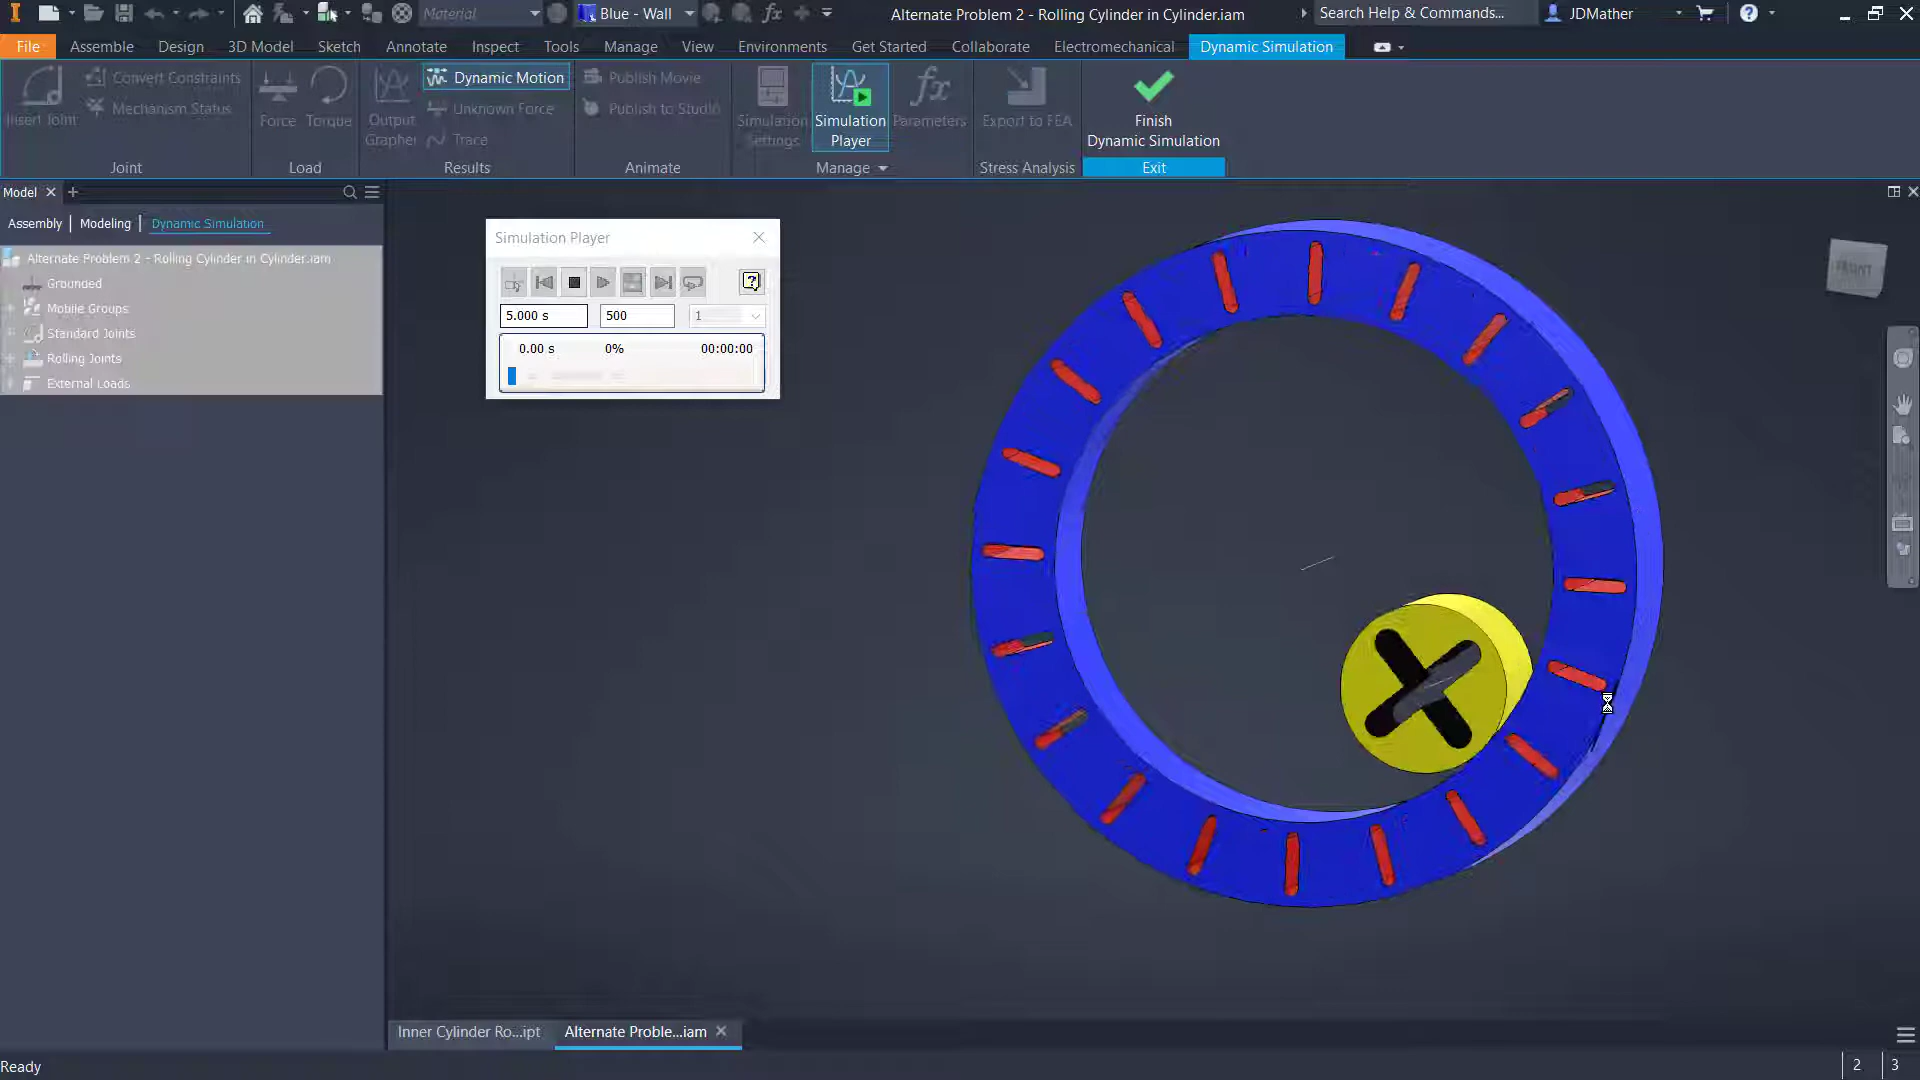 Material
Blue - Wall
Alternate Problem 2 - Rolling Cylinder in Cylinder.iam
Search Help & Commands...
JDMather
File
Assemble
Design
3D Model
Sketch
Annotate
Inspect
Tools
Manage
View
Environments
Get Started
Collaborate
Electromechanical
Dynamic Simulation
Insert Joint
Convert Constraints
Mechanism Status
Joint
Force
Torque
Load
Output
Grapher
Dynamic Motion
Unknown Force
Trace
Results
Publish Movie
Publish to Studio
Animate
Simulation
Settings
Simulation
Player
Parameters
Manage
Export to FEA
Stress Analysis
Finish
Dynamic Simulation
Exit
Model
Assembly
Modeling
Dynamic Simulation
Alternate Problem 2 - Rolling Cylinder in Cylinder.iam
Grounded
Mobile Groups
Standard Joints
Rolling Joints
External Loads
Simulation Player
5.000 s
500
1
0.00 s
0%
00:00:00
FRONT
Inner Cylinder Ro...ipt
Alternate Proble...iam
Ready
2
3